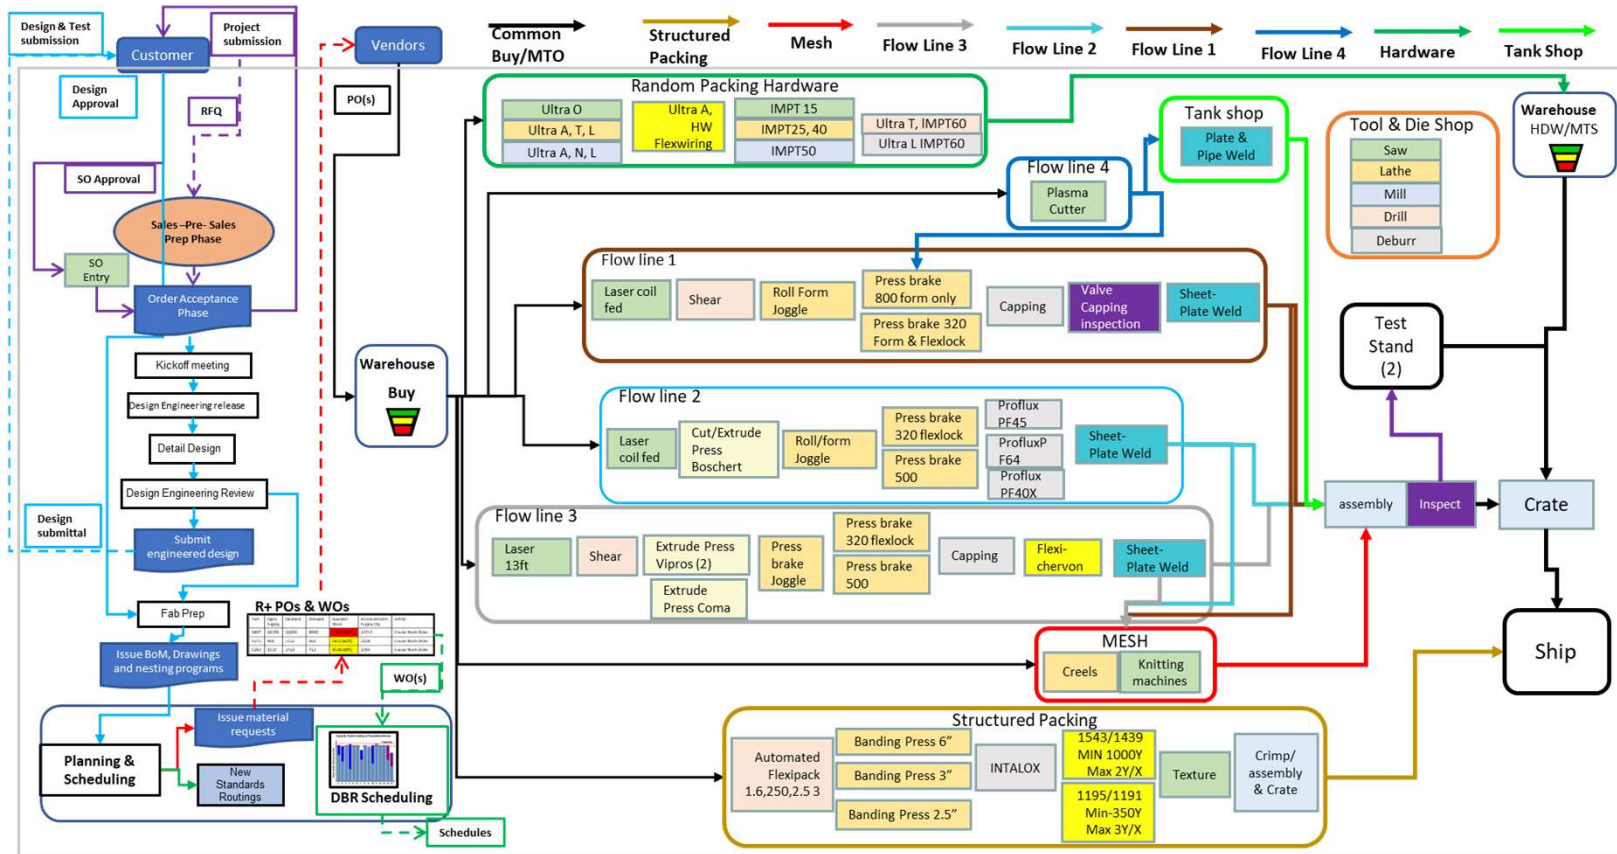 Design & Test
submission
Project
submission
Customer
Vendors
Common
Buy/MTO
Structured
Packing
Mesh
Flow Line 3
Flow Line 2
Flow Line 1
Flow Line 4
Hardware
Tank Shop
Design
Approval
RFQ
PO(s)
SO Approval
Sales –Pre- Sales
Prep Phase
SO
Entry
Order Acceptance
Phase
Kickoff meeting
Design Engineering release
Detail Design
Design Engineering Review
Design
submittal
Submit
engineered design
Fab Prep
R+ POs & WOs
Issue BoM, Drawings
and nesting programs
WO(s)
Issue material
requests
Planning &
Scheduling
New
Standards
Routings
DBR Scheduling
Schedules
Warehouse
Buy
Random Packing Hardware
Ultra O
Ultra A, T, L
Ultra A, N, L
Ultra A,
HW
Flexwiring
IMPT 15
IMPT25, 40
IMPT50
Ultra T, IMPT60
Ultra L IMPT60
Flow line 4
Plasma
Cutter
Tank shop
Plate &
Pipe Weld
Tool & Die Shop
Saw
Lathe
Mill
Drill
Deburr
Warehouse
HDW/MTS
Flow line 1
Laser coil
fed
Shear
Roll Form
Joggle
Press brake
800 form only
Press brake 320
Form & Flexlock
Capping
Valve
Capping
inspection
Sheet-
Plate Weld
Test
Stand
(2)
Flow line 2
Laser
coil fed
Cut/Extrude
Press
Boschert
Roll/form
Joggle
Press brake
320 flexlock
Press brake
500
Proflux
PF45
ProfluxP
F64
Proflux
PF40X
Sheet-
Plate Weld
assembly
Inspect
Crate
Flow line 3
Laser
13ft
Shear
Extrude Press
Vipros (2)
Extrude
Press Coma
Press
brake
Joggle
Press brake
320 flexlock
Press brake
500
Capping
Flexi-
chervon
Sheet-
Plate Weld
MESH
Creels
Knitting
machines
Ship
Structured Packing
Automated
Flexipack
1.6,250,2.5 3
Banding Press 6”
Banding Press 3”
Banding Press 2.5”
INTALOX
1543/1439
MIN 1000Y
Max 2Y/X
1195/1191
Min-350Y
Max 3Y/X
Texture
Crimp/
assembly
& Crate